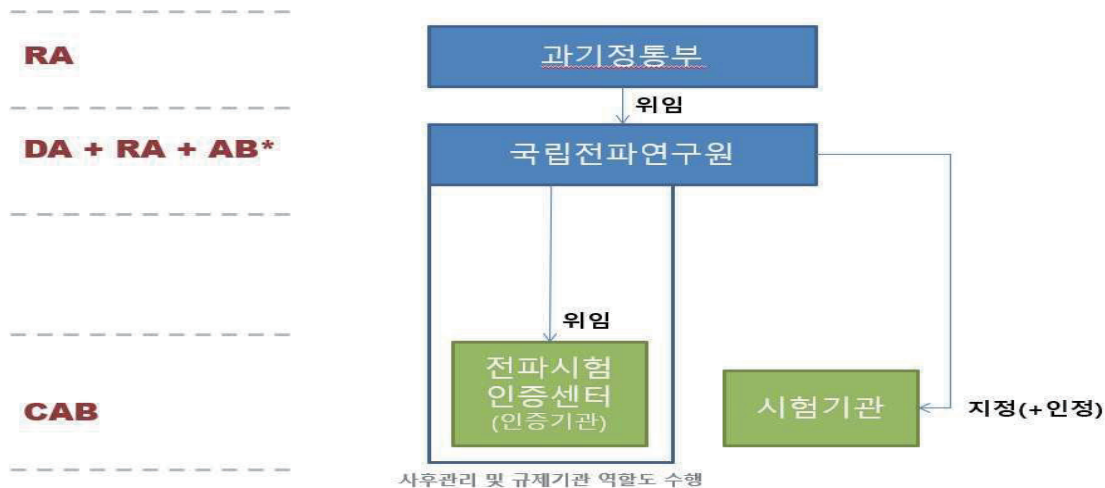 RA
과기정통부
위임
DA + RA + AB*
국립전파연구원
위임
전파시험
인증센터
(인증기관)
CAB
시험기관
지정(+인정)
사후관리 및 규제기관 역할도 수행